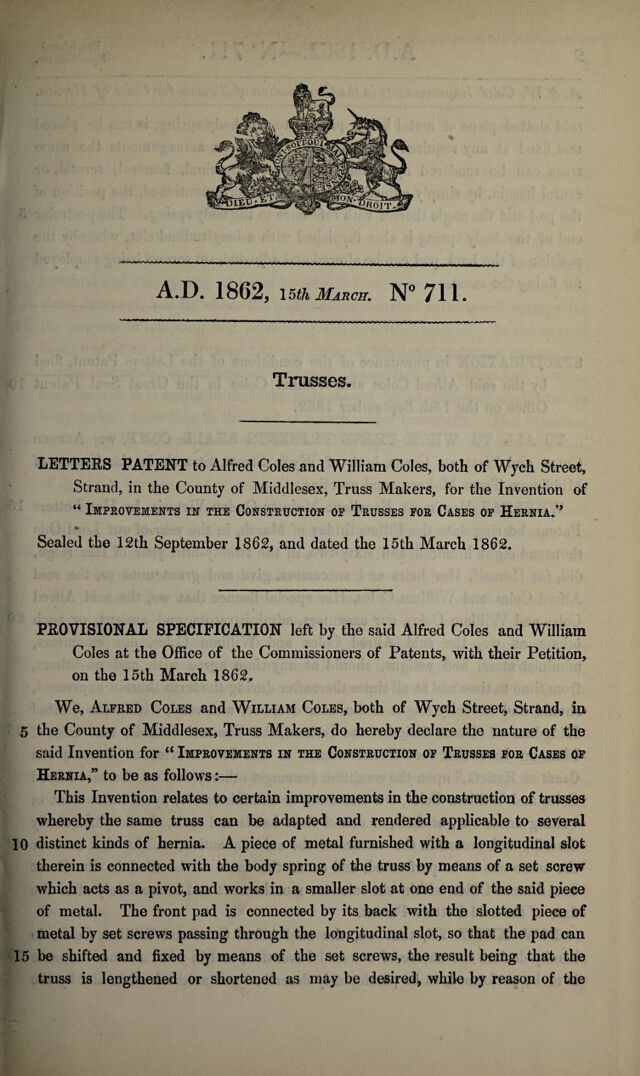 DIEU · ET · MON · DROIT.
A.D. 1862, 15th MARCH. N° 711.
Trusses.
LETTERS PATENT to Alfred Coles and William Coles, both of Wych Street,
Strand, in the County of Middlesex, Truss Makers, for the Invention of
“ IMPROVEMENTS IN THE CONSTRUCTION OF TRUSSES FOR CASES OF HERNIA.”
Sealed the 12th September 1862, and dated the 15th March 1862.
PROVISIONAL SPECIFICATION left by the said Alfred Coles and William
Coles at the Office of the Commissioners of Patents, with their Petition,
on the 15th March 1862.
We, ALFRED COLES and WILLIAM COLES, both of Wych Street, Strand, in
5 the County of Middlesex, Truss Makers, do hereby declare the nature of the
said Invention for “ IMPROVEMENTS IN THE CONSTRUCTION OF TRUSSES FOR CASES OF
HERNIA,” to be as follows :—
This Invention relates to certain improvements in the construction of trusses
whereby the same truss can be adapted and rendered applicable to several
10 distinct kinds of hernia. A piece of metal furnished with a longitudinal slot
therein is connected with the body spring of the truss by means of a set screw
which acts as a pivot, and works in a smaller slot at one end of the said piece
of metal. The front pad is connected by its back with the slotted piece of
metal by set screws passing through the longitudinal slot, so that the pad can
15 be shifted and fixed by means of the set screws, the result being that the
truss is lengthened or shortened as may be desired, while by reason of the